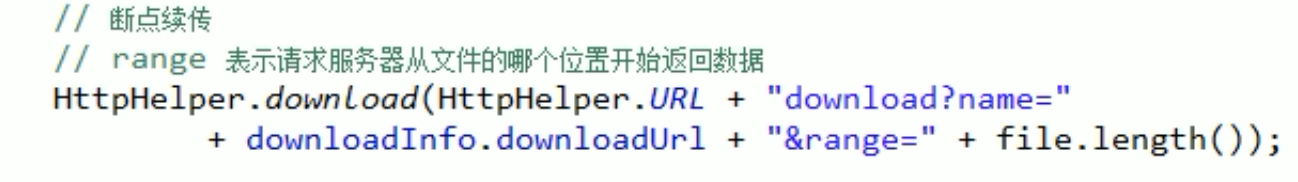 // 断点续传
// range 表示请求服务器从文件的哪个位置开始返回数据
HttpHelper.download(HttpHelper.URL + "download?name="
+ downloadInfo.downloadUrl + "&range=" + file.length());